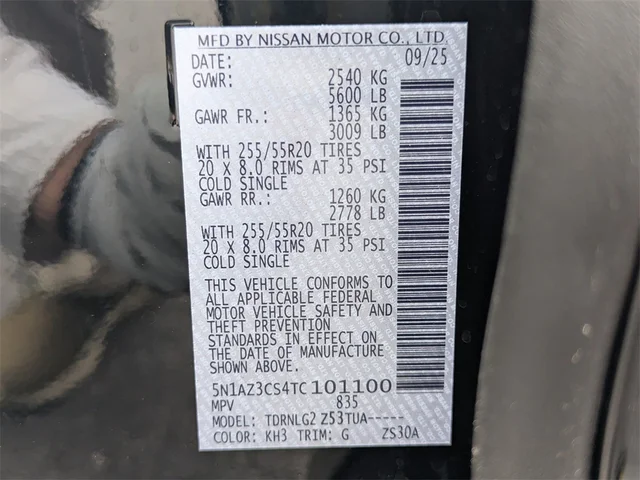 MFD BY NISSAN MOTOR CO., LTD.
DATE: 09/25
GVWR: 2540 KG
5600 LB
GAWR FR.: 1365 KG
3009 LB
WITH 255/55R20 TIRES
20 X 8.0 RIMS AT 35 PSI
COLD SINGLE
GAWR RR.: 1260 KG
2778 LB
WITH 255/55R20 TIRES
20 X 8.0 RIMS AT 35 PSI
COLD SINGLE
THIS VEHICLE CONFORMS TO
ALL APPLICABLE FEDERAL
MOTOR VEHICLE SAFETY AND
THEFT PREVENTION
STANDARDS IN EFFECT ON
THE DATE OF MANUFACTURE
SHOWN ABOVE.
5N1AZ3CS4TC101100
MPV 835
MODEL: TDRNLG2 Z53TUA-----
COLOR: KH3 TRIM: G ZS30A